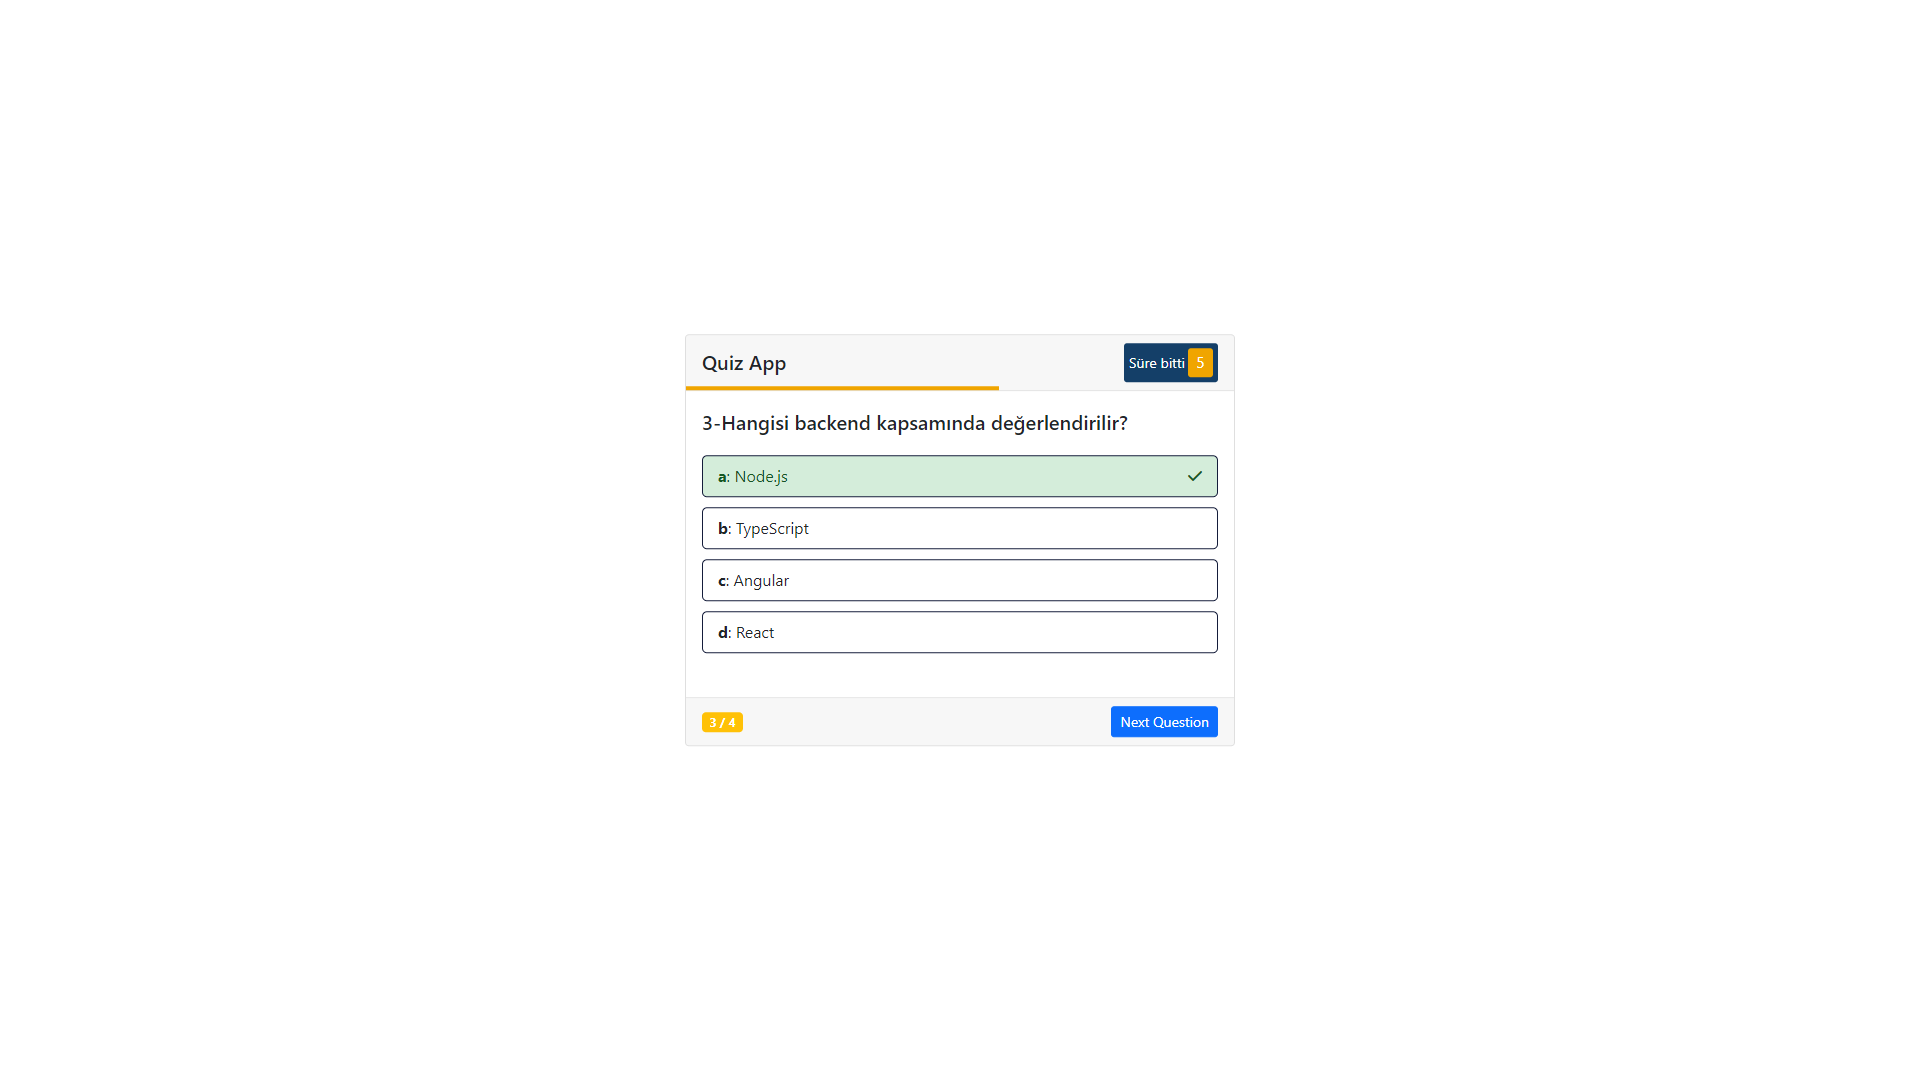 Quiz App
Süre bitti 5
3-Hangisi backend kapsamında değerlendirilir?
a: Node.js
b: TypeScript
c: Angular
d: React
3 / 4
Next Question